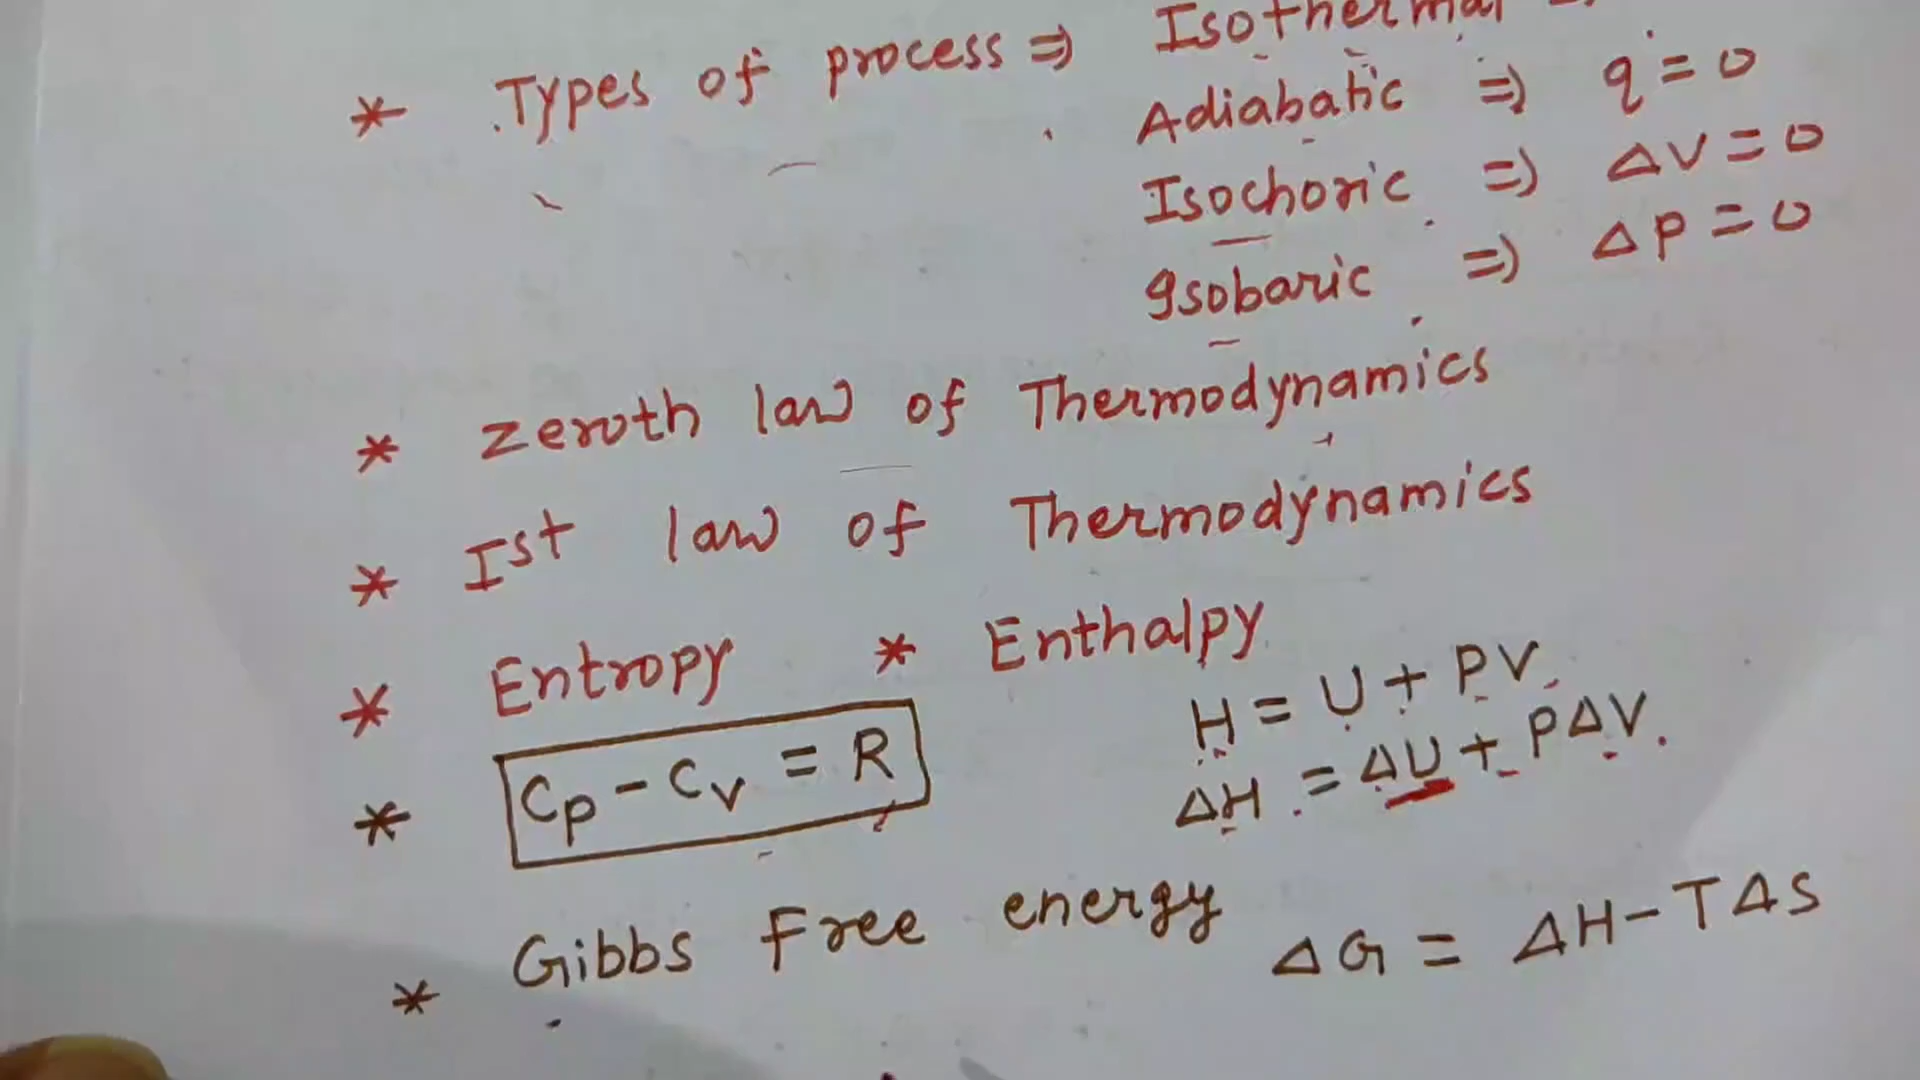 Isothermal
* Types of process ⇒ Adiabatic ⇒ q = 0
Isochoric ⇒ ΔV = 0
Isobaric ⇒ ΔP = 0
* Zeroth law of Thermodynamics
* Ist law of Thermodynamics
* Entropy * Enthalpy
H = U + PV
* Cp - Cv = R
ΔH = ΔU + PΔV.
* Gibbs Free energy ΔG = ΔH - TΔS